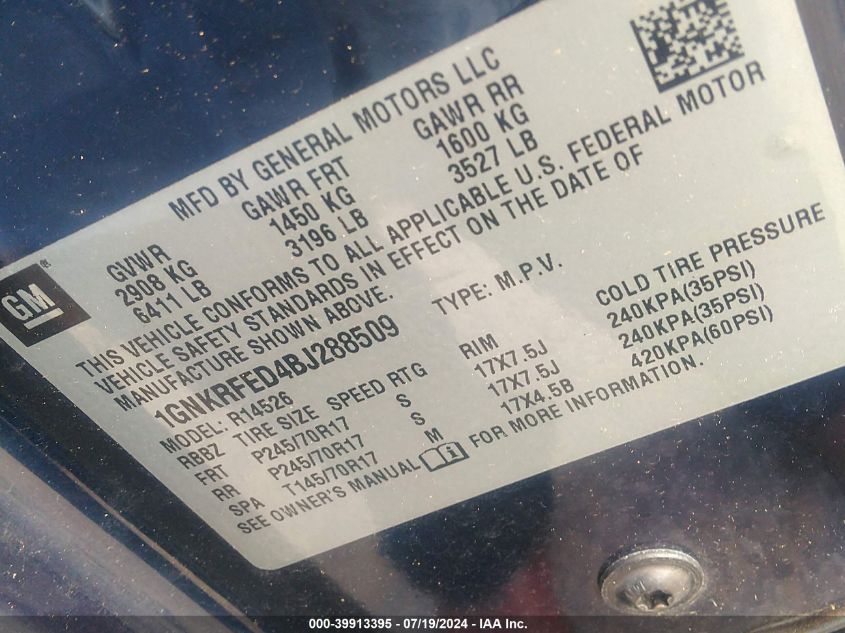 MFD BY GENERAL MOTORS LLC
GVWR GAWR FRT GAWR RR
2908 KG 1450 KG 1600 KG
6411 LB 3196 LB 3527 LB
THIS VEHICLE CONFORMS TO ALL APPLICABLE U.S. FEDERAL MOTOR
VEHICLE SAFETY STANDARDS IN EFFECT ON THE DATE OF
MANUFACTURE SHOWN ABOVE.
1GNKRFED4BJ288509 TYPE: M.P.V.
MODEL: R14526
RBBZ TIRE SIZE SPEED RTG RIM COLD TIRE PRESSURE
FRT P245/70R17 S 17X7.5J 240KPA(35PSI)
RR P245/70R17 S 17X7.5J 240KPA(35PSI)
SPA T145/70R17 M 17X4.5B 420KPA(60PSI)
SEE OWNER'S MANUAL i FOR MORE INFORMATION.
GM®
000-39913395 - 07/19/2024 - IAA Inc.